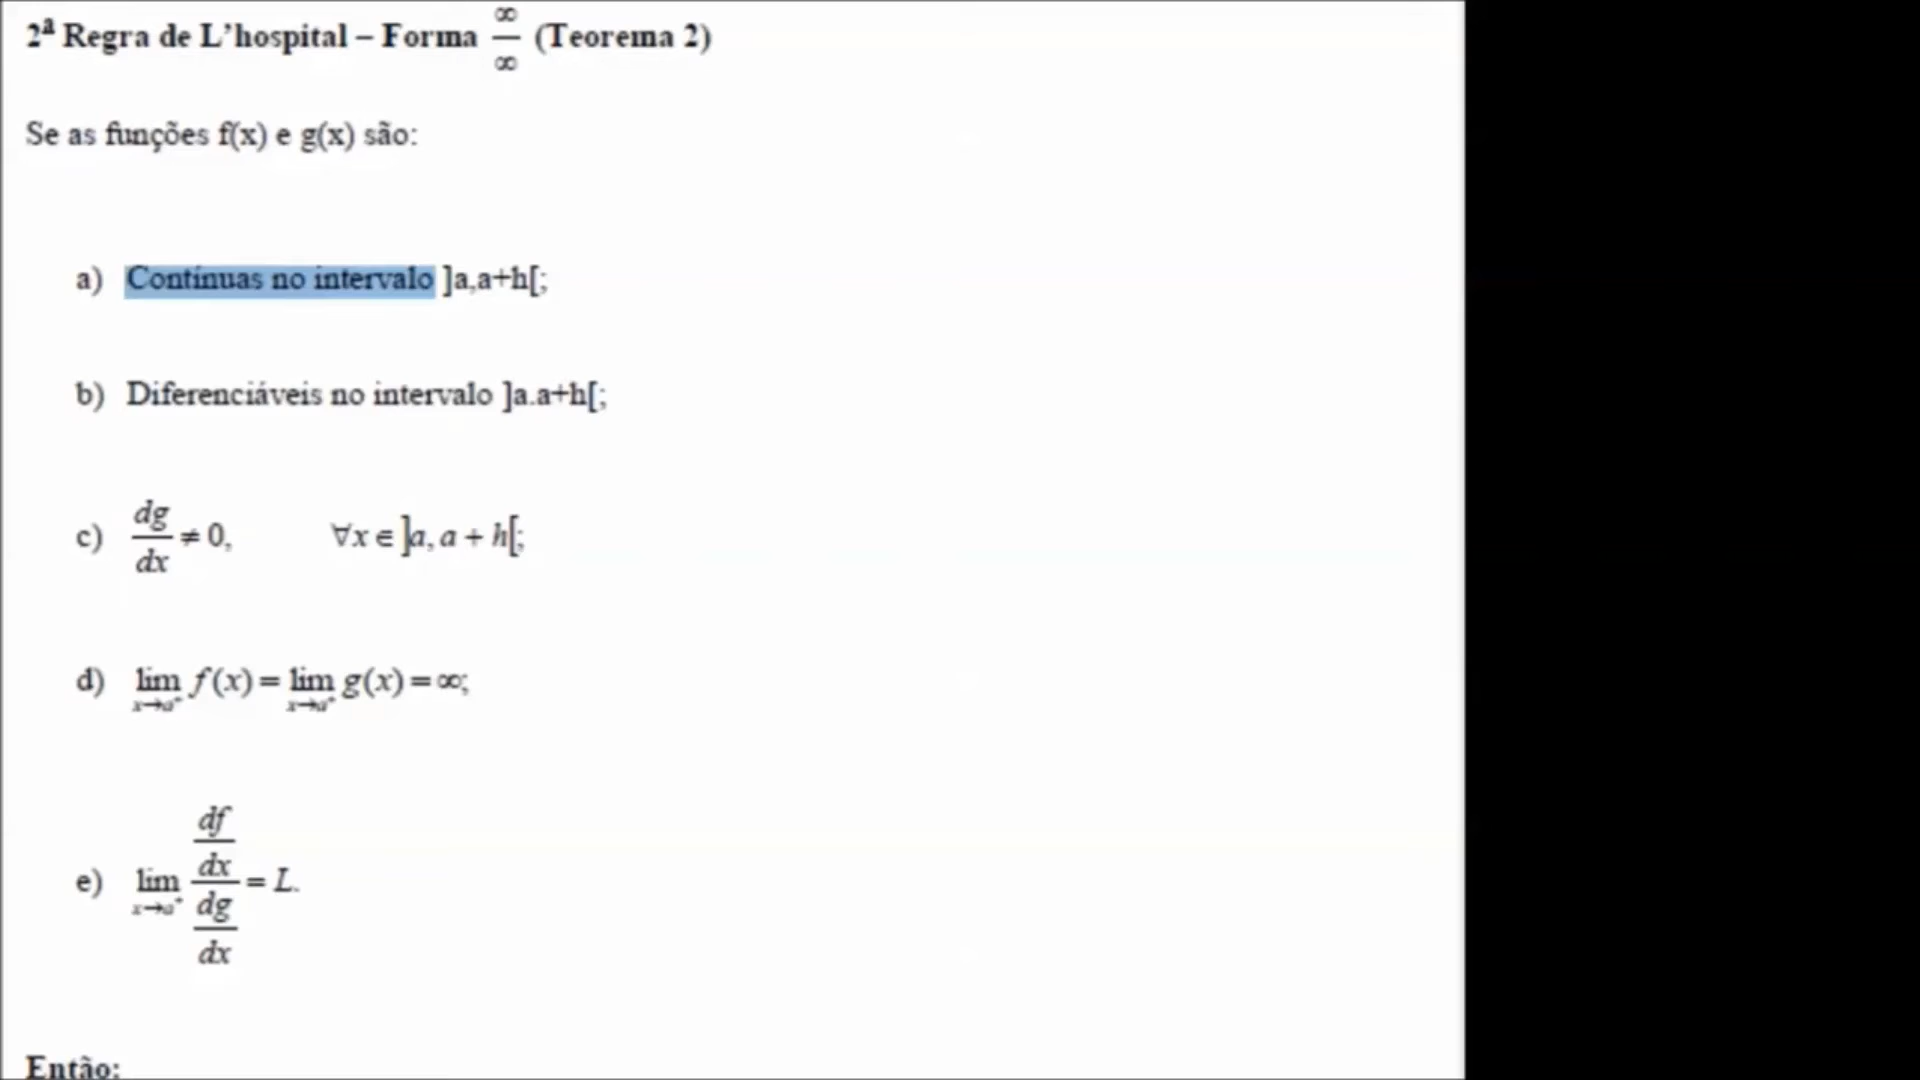 2ª Regra de L’hospital – Forma ∞/∞ (Teorema 2)
Se as funções f(x) e g(x) são:
a) Contínuas no intervalo ]a,a+h[;
b) Diferenciáveis no intervalo ]a.a+h[;
c) dg/dx ≠ 0, ∀x ∈ ]a, a + h[;
d) lim x→a⁺ f(x) = lim x→a⁺ g(x) = ∞;
e) lim x→a⁺ (df/dx)/(dg/dx) = L.
Então: